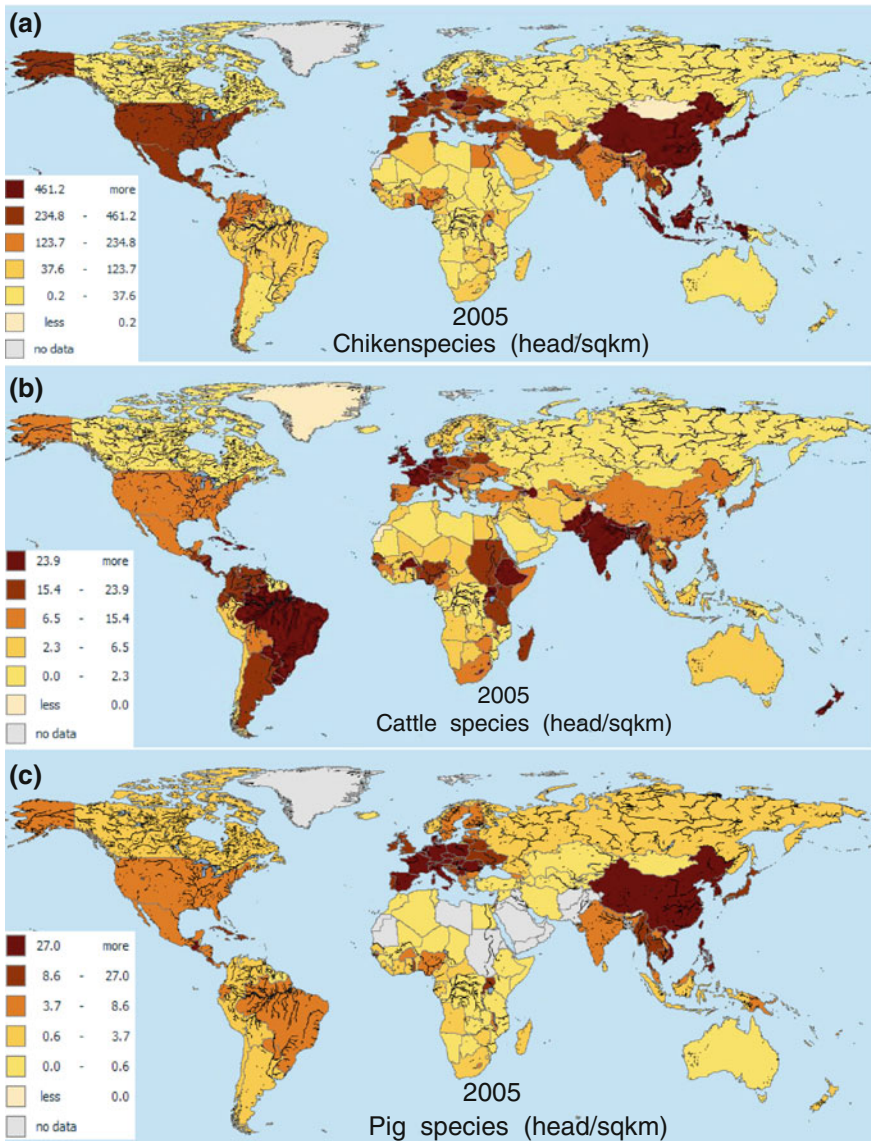 (a)
461.2 more
234.8 - 461.2
123.7 - 234.8
37.6 - 123.7
0.2 - 37.6
less 0.2
no data
2005
Chikenspecies (head/sqkm)
(b)
23.9 more
15.4 - 23.9
6.5 - 15.4
2.3 - 6.5
0.0 - 2.3
less 0.0
no data
2005
Cattle species (head/sqkm)
(c)
27.0 more
8.6 - 27.0
3.7 - 8.6
0.6 - 3.7
0.0 - 0.6
less 0.0
no data
2005
Pig species (head/sqkm)